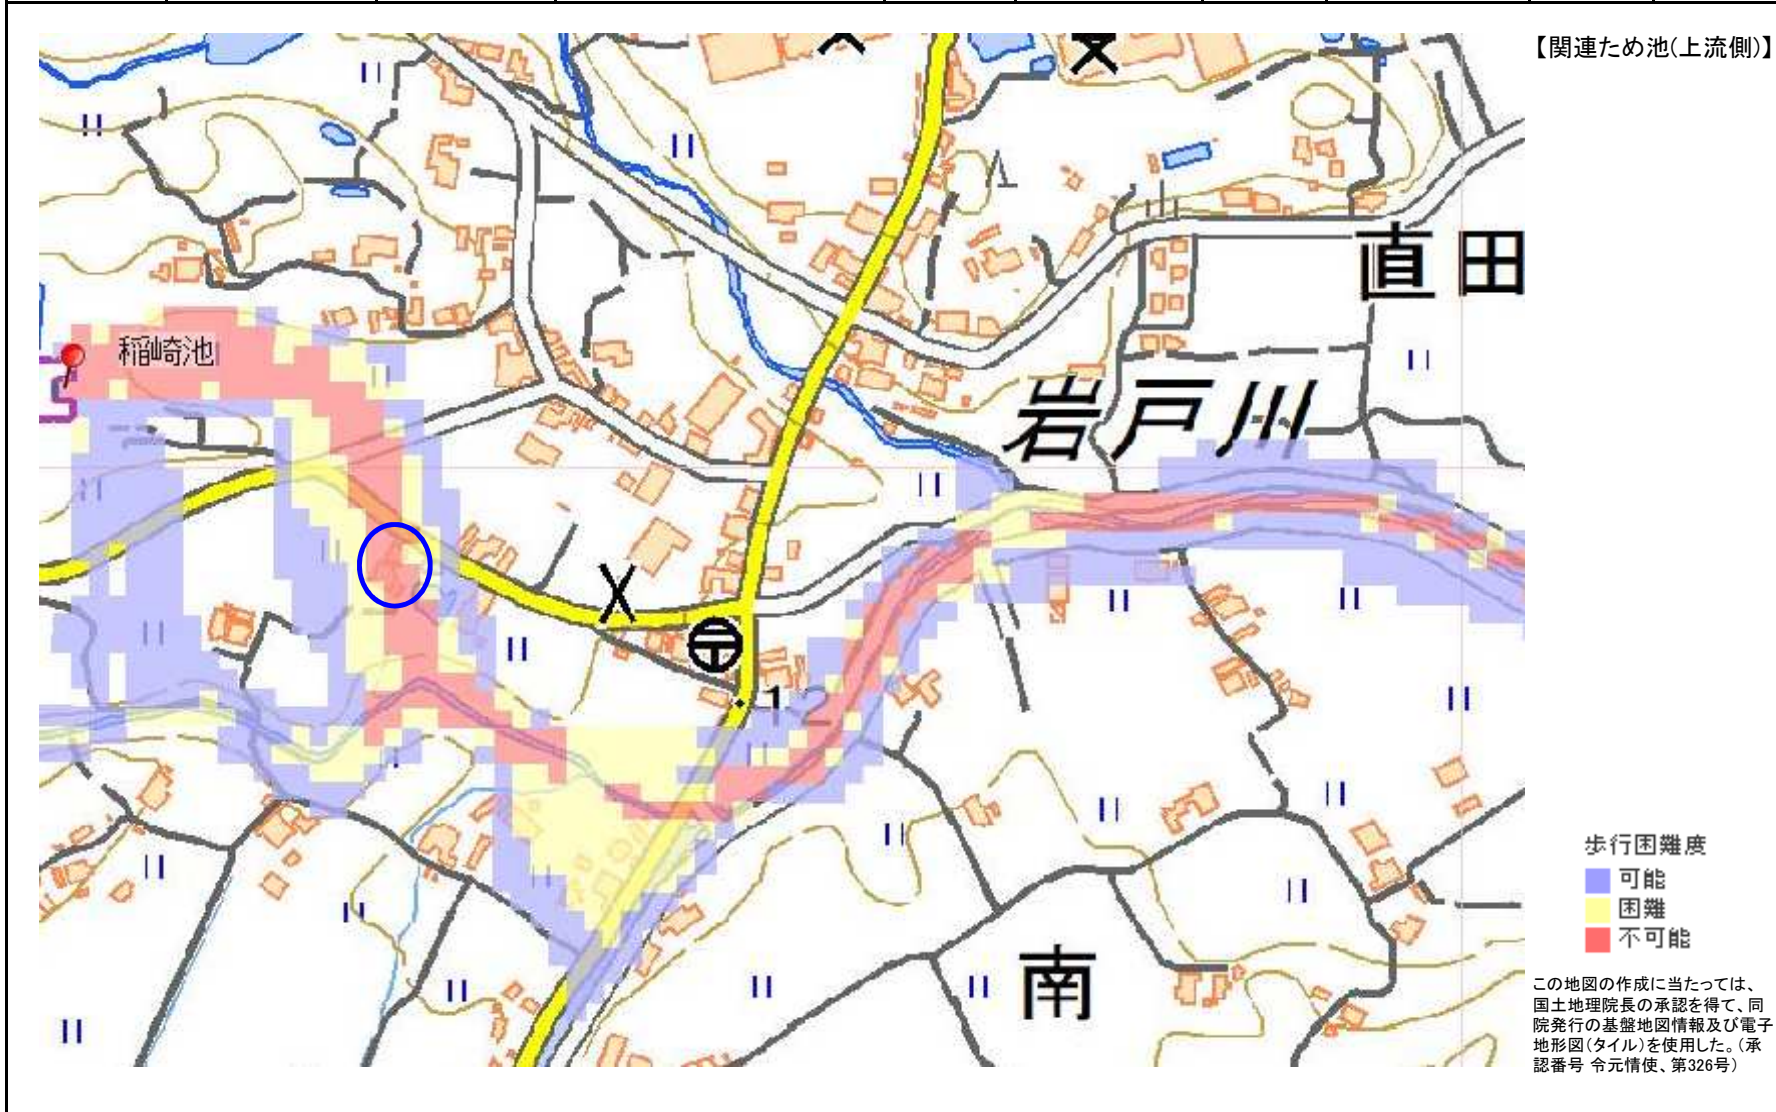 【関連ため池(上流側)】
直田
稲崎池
岩戸川
12
南
歩行困難度
可能
困難
不可能
この地図の作成に当たっては、
国土地理院長の承認を得て、同
院発行の基盤地図情報及び電子
地形図(タイル)を使用した。(承
認番号 令元情使、第326号)